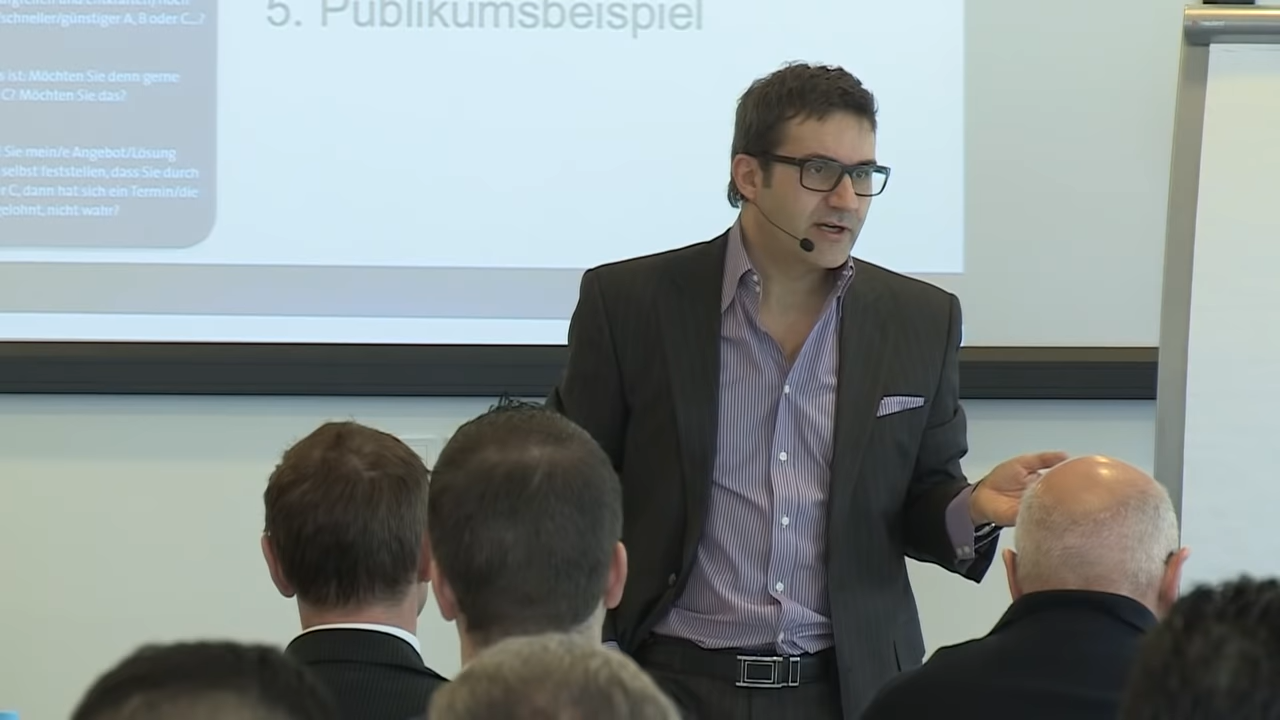 schneller/günstiger A, B oder C...?
s ist: Möchten Sie denn gerne
C? Möchten Sie das?
Sie mein/e Angebot/Lösung
selbst feststellen, dass Sie durch
r C, dann hat sich ein Termin/die
gelohnt, nicht wahr?
5. Publikumsbeispiel